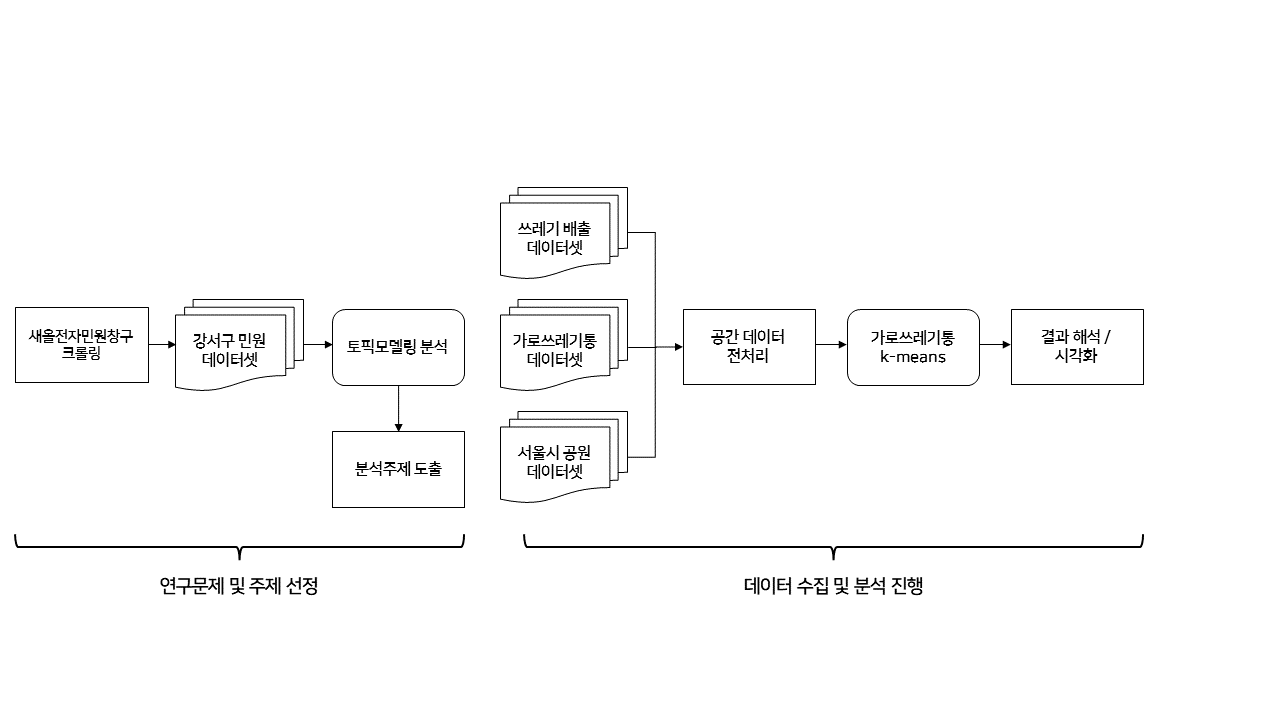 새올전자민원창구
크롤링
강서구 민원
데이터셋
토픽모델링 분석
분석주제 도출
쓰레기 배출
데이터셋
가로쓰레기통
데이터셋
서울시 공원
데이터셋
공간 데이터
전처리
가로쓰레기통
k-means
결과 해석 /
시각화
연구문제 및 주제 선정
데이터 수집 및 분석 진행